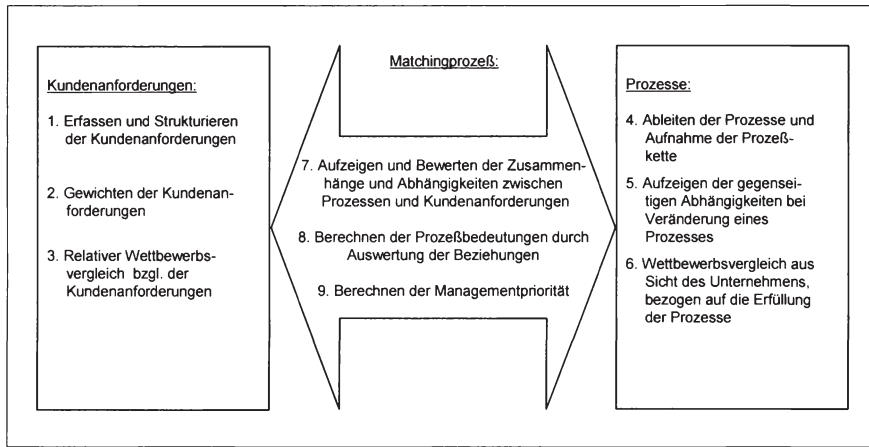 Kundenanforderungen:
1. Erfassen und Strukturieren
der Kundenanforderungen
2. Gewichten der Kundenan-
forderungen
3. Relativer Wettbewerbs-
vergleich bzgl. der
Kundenanforderungen
Matchingprozeß:
7. Aufzeigen und Bewerten der Zusammen-
hänge und Abhängigkeiten zwischen
Prozessen und Kundenanforderungen
8. Berechnen der Prozeßbedeutungen durch
Auswertung der Beziehungen
9. Berechnen der Managementpriorität
Prozesse:
4. Ableiten der Prozesse und
Aufnahme der Prozeß-
kette
5. Aufzeigen der gegensei-
tigen Abhängigkeiten bei
Veränderung eines
Prozesses
6. Wettbewerbsvergleich aus
Sicht des Unternehmens,
bezogen auf die Erfüllung
der Prozesse